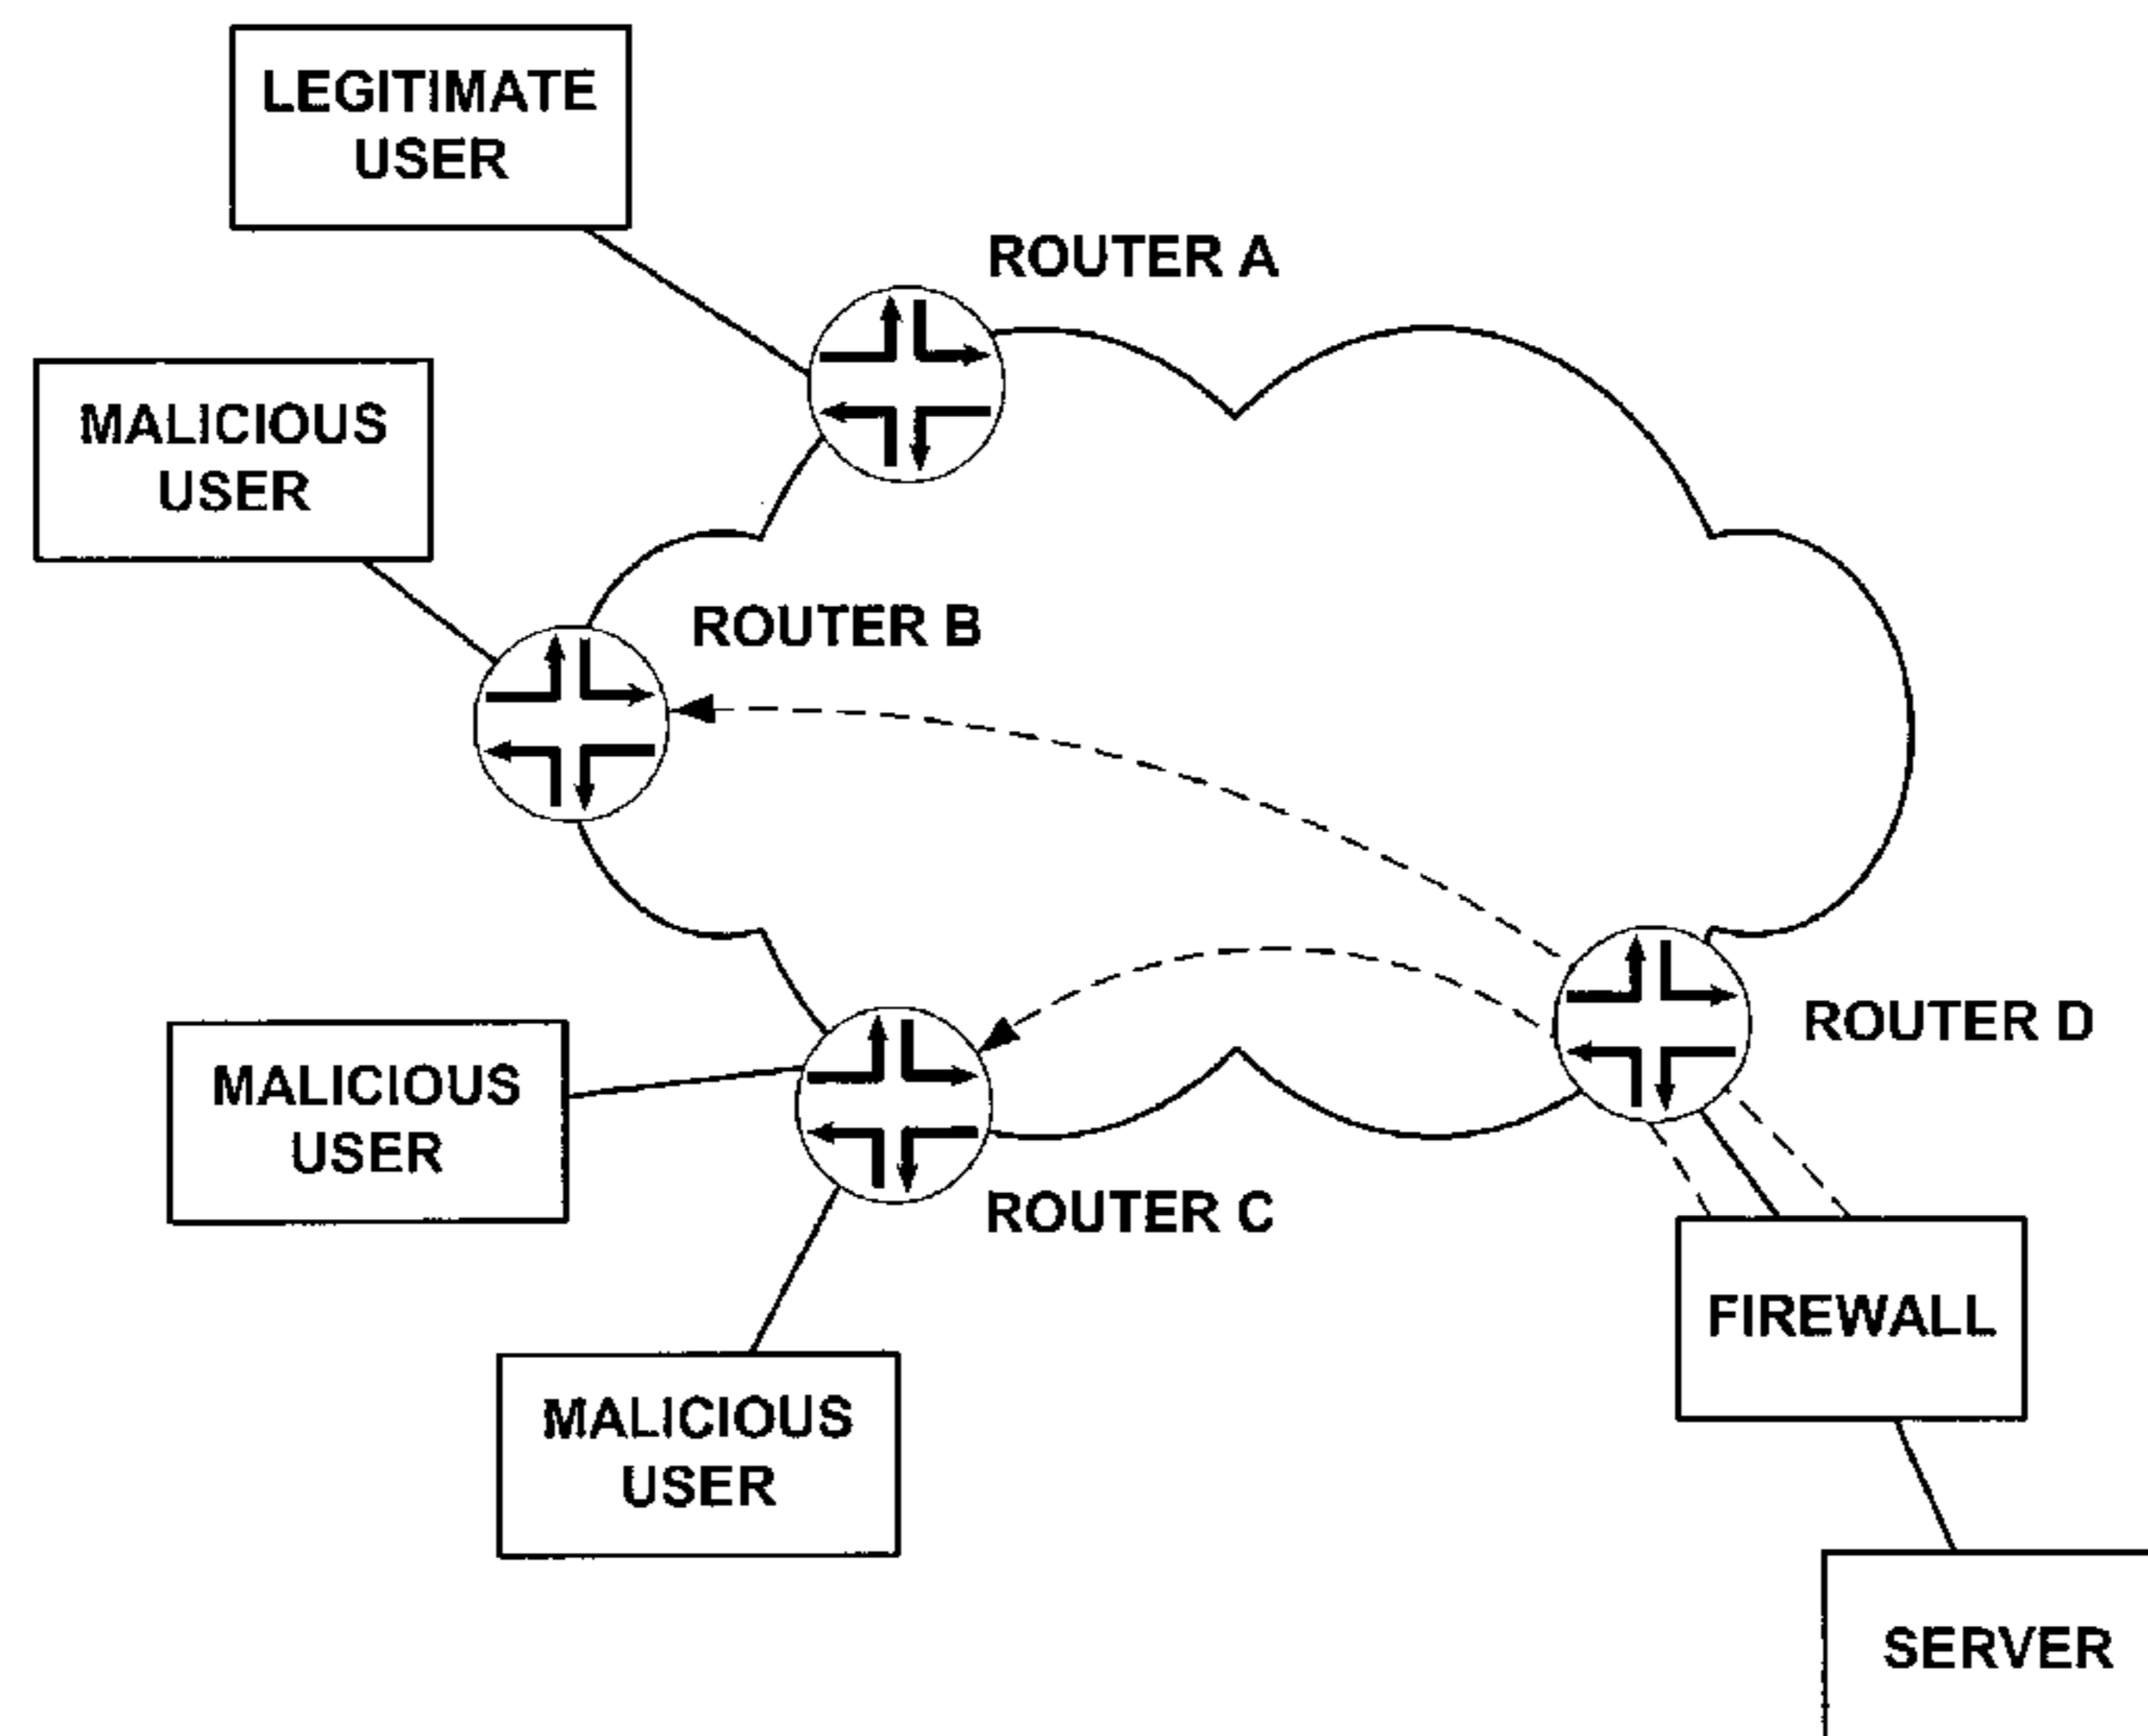 LEGITIMATE
USER
ROUTER A
MALICIOUS
USER
ROUTER B
ROUTER D
MALICIOUS
USER
ROUTER C
FIREWALL
MALICIOUS
USER
SERVER